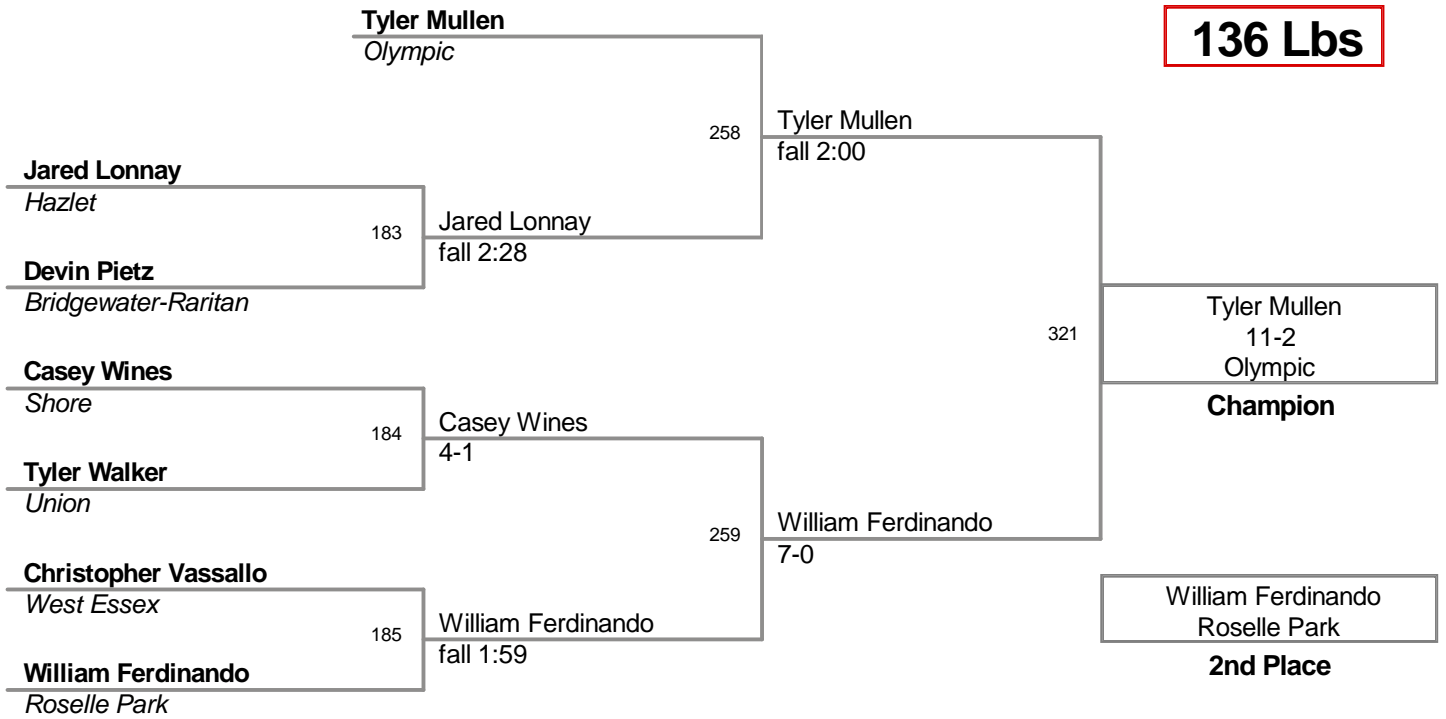 Tyler Mullen
136 Lbs
Olympic
258
Tyler Mullen
fall 2:00
Jared Lonnay
Hazlet
183
Jared Lonnay
fall 2:28
Devin Pietz
Bridgewater-Raritan
321
Tyler Mullen
11-2
Olympic
Champion
Casey Wines
Shore
184
Casey Wines
4-1
Tyler Walker
Union
259
William Ferdinando
7-0
Christopher Vassallo
West Essex
185
William Ferdinando
fall 1:59
William Ferdinando
Roselle Park
William Ferdinando
Roselle Park
2nd Place